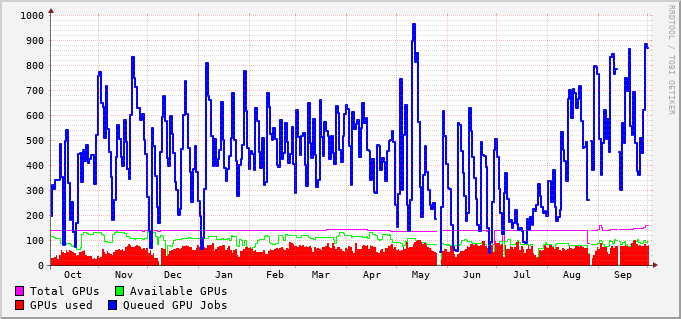 1000
900
800
700
600
500
400
300
200
100
0
Oct Nov Dec Jan Feb Mar Apr May Jun Jul Aug Sep
Total GPUs Available GPUs
GPUs used Queued GPU Jobs
RRDTOOL / TOBI OETIKER